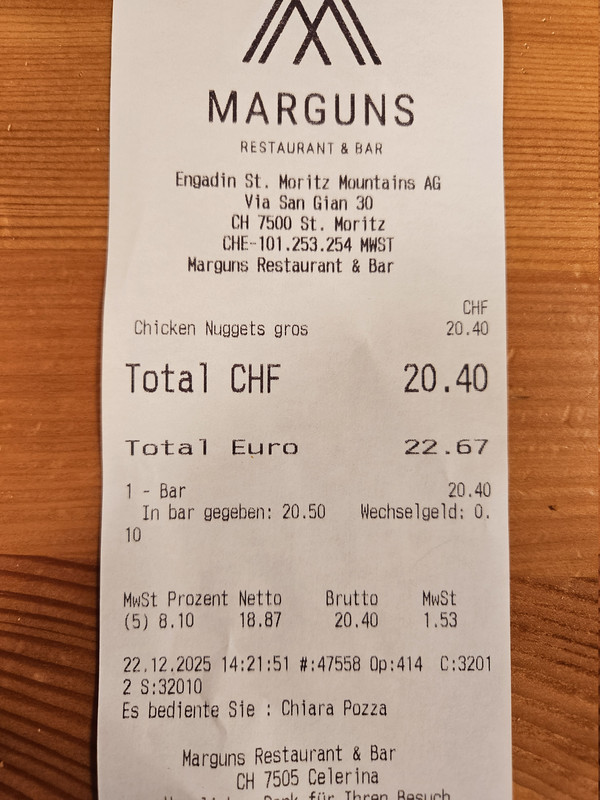 MARGUNS
RESTAURANT & BAR
Engadin St. Moritz Mountains AG
Via San Gian 30
CH 7500 St. Moritz
CHE-101.253.254 MWST
Marguns Restaurant & Bar
CHF
Chicken Nuggets gros 20.40
Total CHF 20.40
Total Euro 22.67
1 - Bar 20.40
In bar gegeben: 20.50 Wechselgeld: 0.
10
MwSt Prozent Netto Brutto MwSt
(5) 8.10 18.87 20.40 1.53
22.12.2025 14:21:51 #:47558 Op:414 C:3201
2 S:32010
Es bediente Sie : Chiara Pozza
Marguns Restaurant & Bar
CH 7505 Celerina
Dank für Ihren Besuch